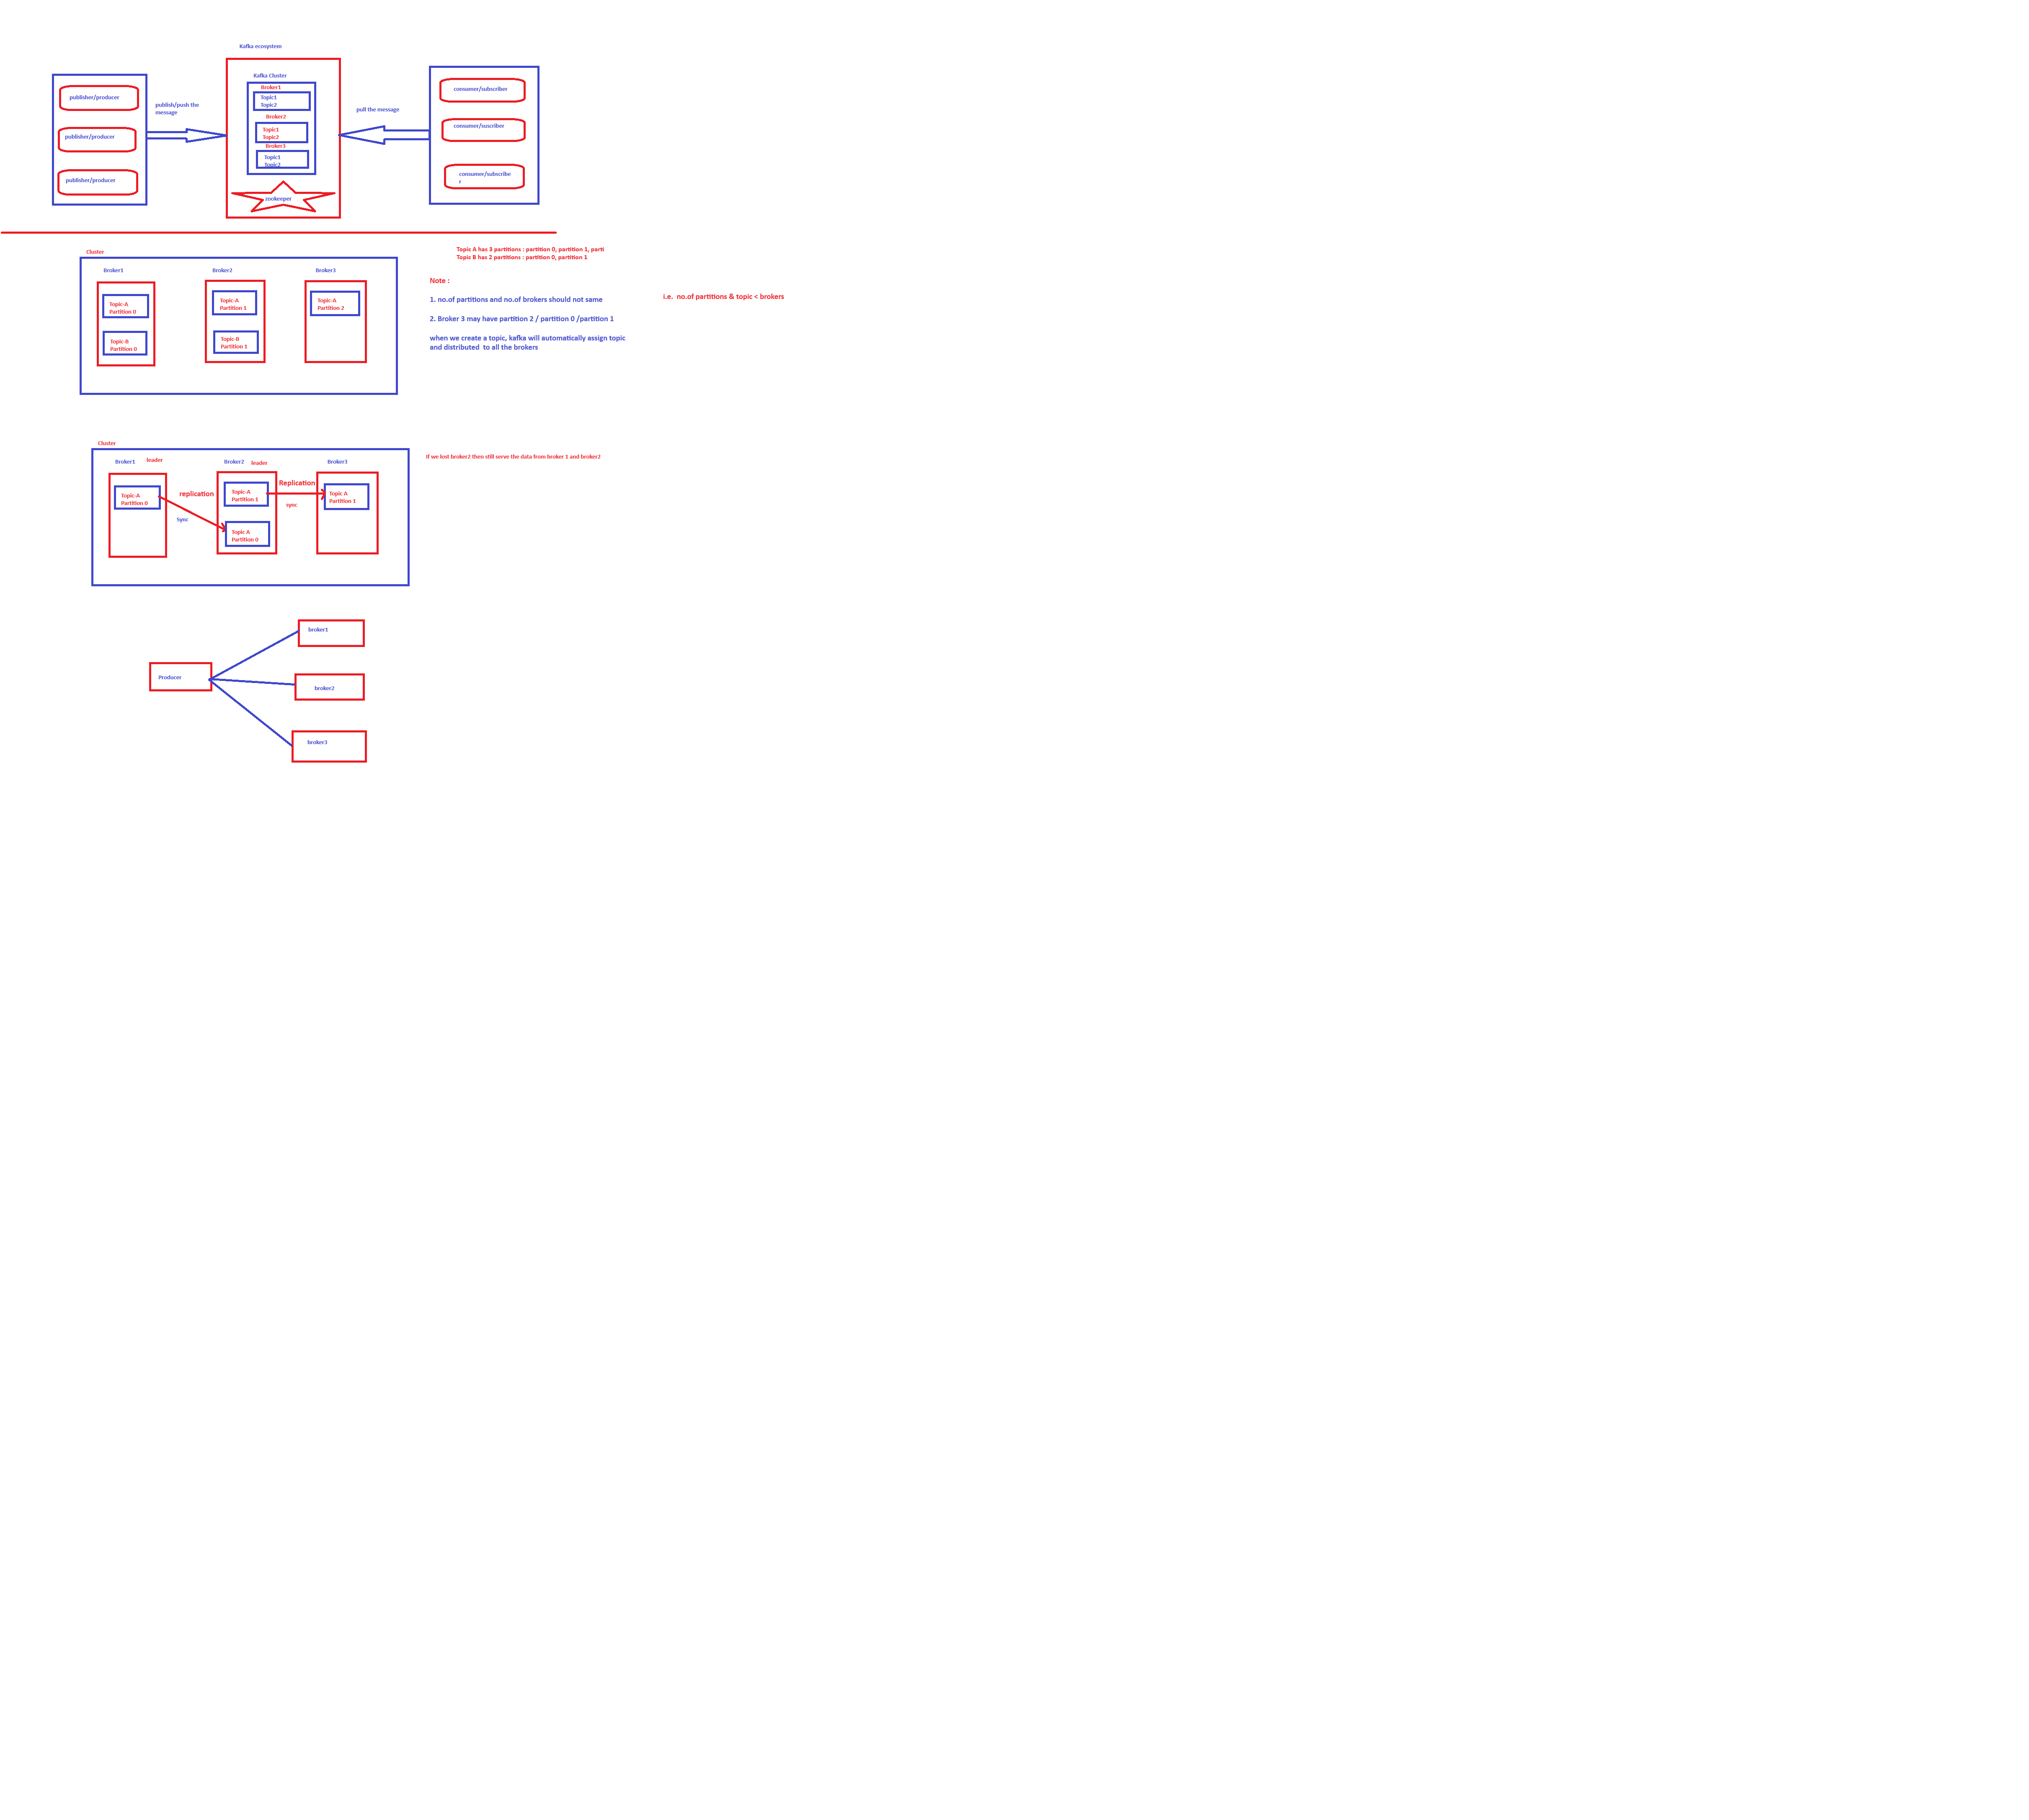 Kafka ecosystem
publisher/producer
publisher/producer
publisher/producer
publish/push the
message
Kafka Cluster
Broker1
Topic1
Topic2
Broker2
Topic1
Topic2
Broker3
Topic1
Topic2
zookeeper
pull the message
consumer/subscriber
consumer/suscriber
consumer/subscribe
r
Cluster
Broker1
Topic-A
Partition 0
Topic-B
Partition 0
Broker2
Topic-A
Partition 1
Topic-B
Partition 1
Broker3
Topic-A
Partition 2
Topic A has 3 partitions : partition 0, partition 1, parti
Topic B has 2 partitions : partition 0, partition 1
Note :
1. no.of partitions and no.of brokers should not same
i.e. no.of partitions & topic < brokers
2. Broker 3 may have partition 2 / partition 0 /partition 1
when we create a topic, kafka will automatically assign topic
and distributed to all the brokers
Cluster
Broker1
leader
Topic-A
Partition 0
replication
Sync
Broker2
leader
Topic-A
Partition 1
Topic A
Partition 0
Replication
sync
Broker3
Topic A
Partition 1
If we lost broker2 then still serve the data from broker 1 and broker2
Producer
broker1
broker2
broker3